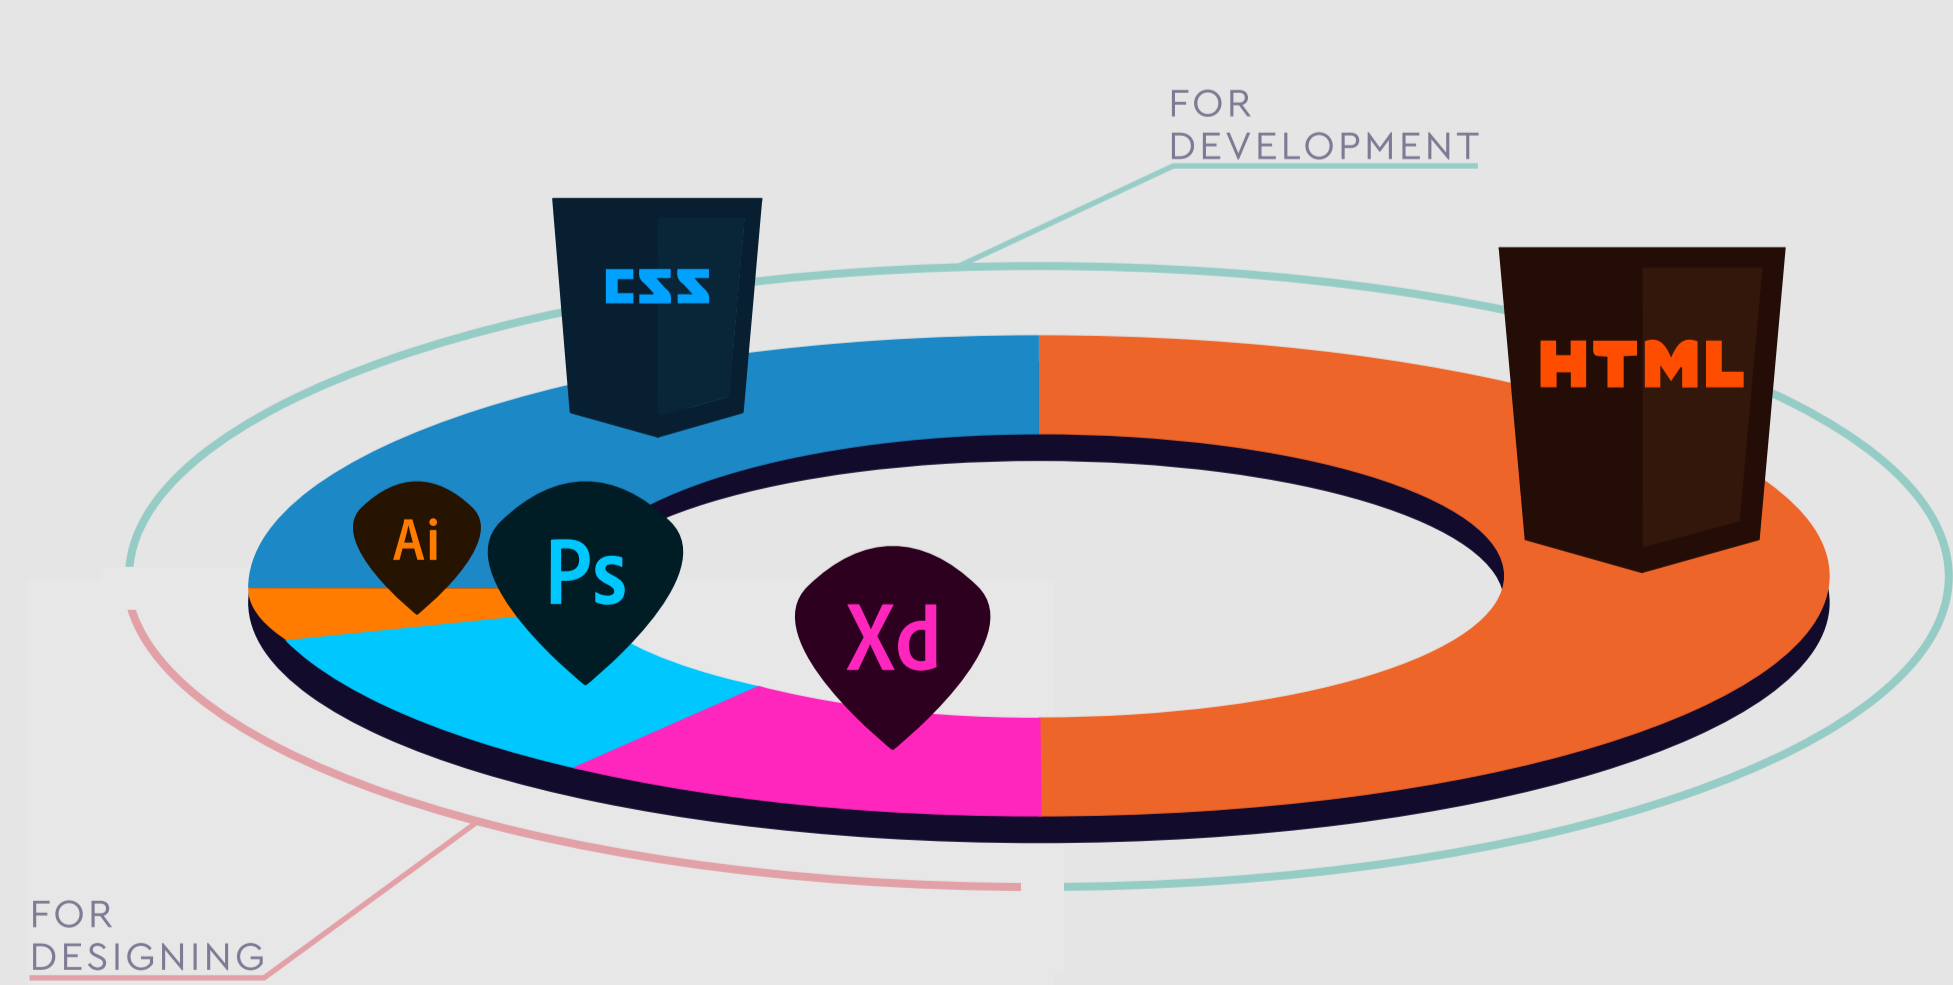 FOR
DEVELOPMENT
CSS
HTML
Ai
Ps
Xd
FOR
DESIGNING